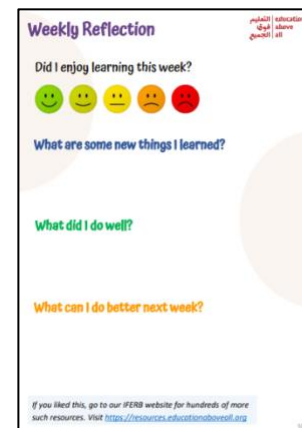 Weekly Reflection
التعليم education
فوق above
الجميع all
Did I enjoy learning this week?
What are some new things I learned?
What did I do well?
What can I do better next week?
If you liked this, go to our IFERB website for hundreds of more
such resources. Visit https://resources.educationaboveall.org